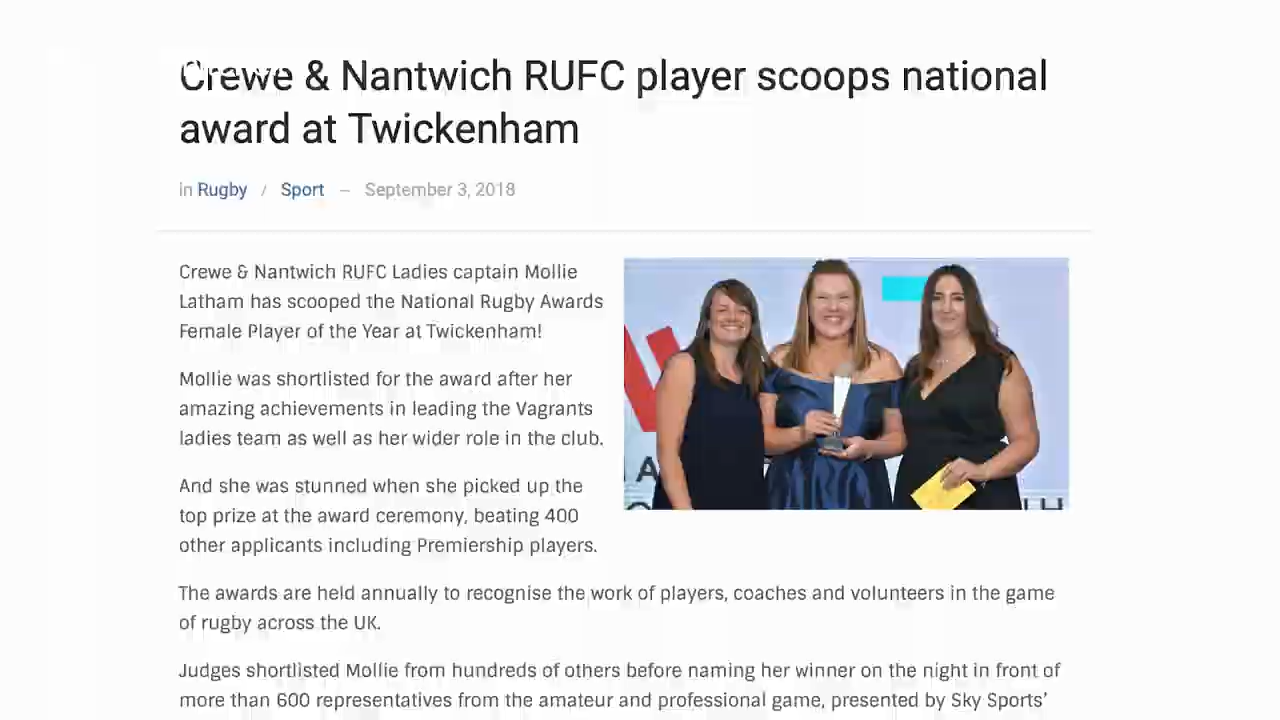 Crewe & Nantwich RUFC player scoops national
award at Twickenham
in Rugby / Sport – September 3, 2018
Crewe & Nantwich RUFC Ladies captain Mollie
Latham has scooped the National Rugby Awards
Female Player of the Year at Twickenham!
Mollie was shortlisted for the award after her
amazing achievements in leading the Vagrants
ladies team as well as her wider role in the club.
And she was stunned when she picked up the
top prize at the award ceremony, beating 400
other applicants including Premiership players.
The awards are held annually to recognise the work of players, coaches and volunteers in the game
of rugby across the UK.
Judges shortlisted Mollie from hundreds of others before naming her winner on the night in front of
more than 600 representatives from the amateur and professional game, presented by Sky Sports’